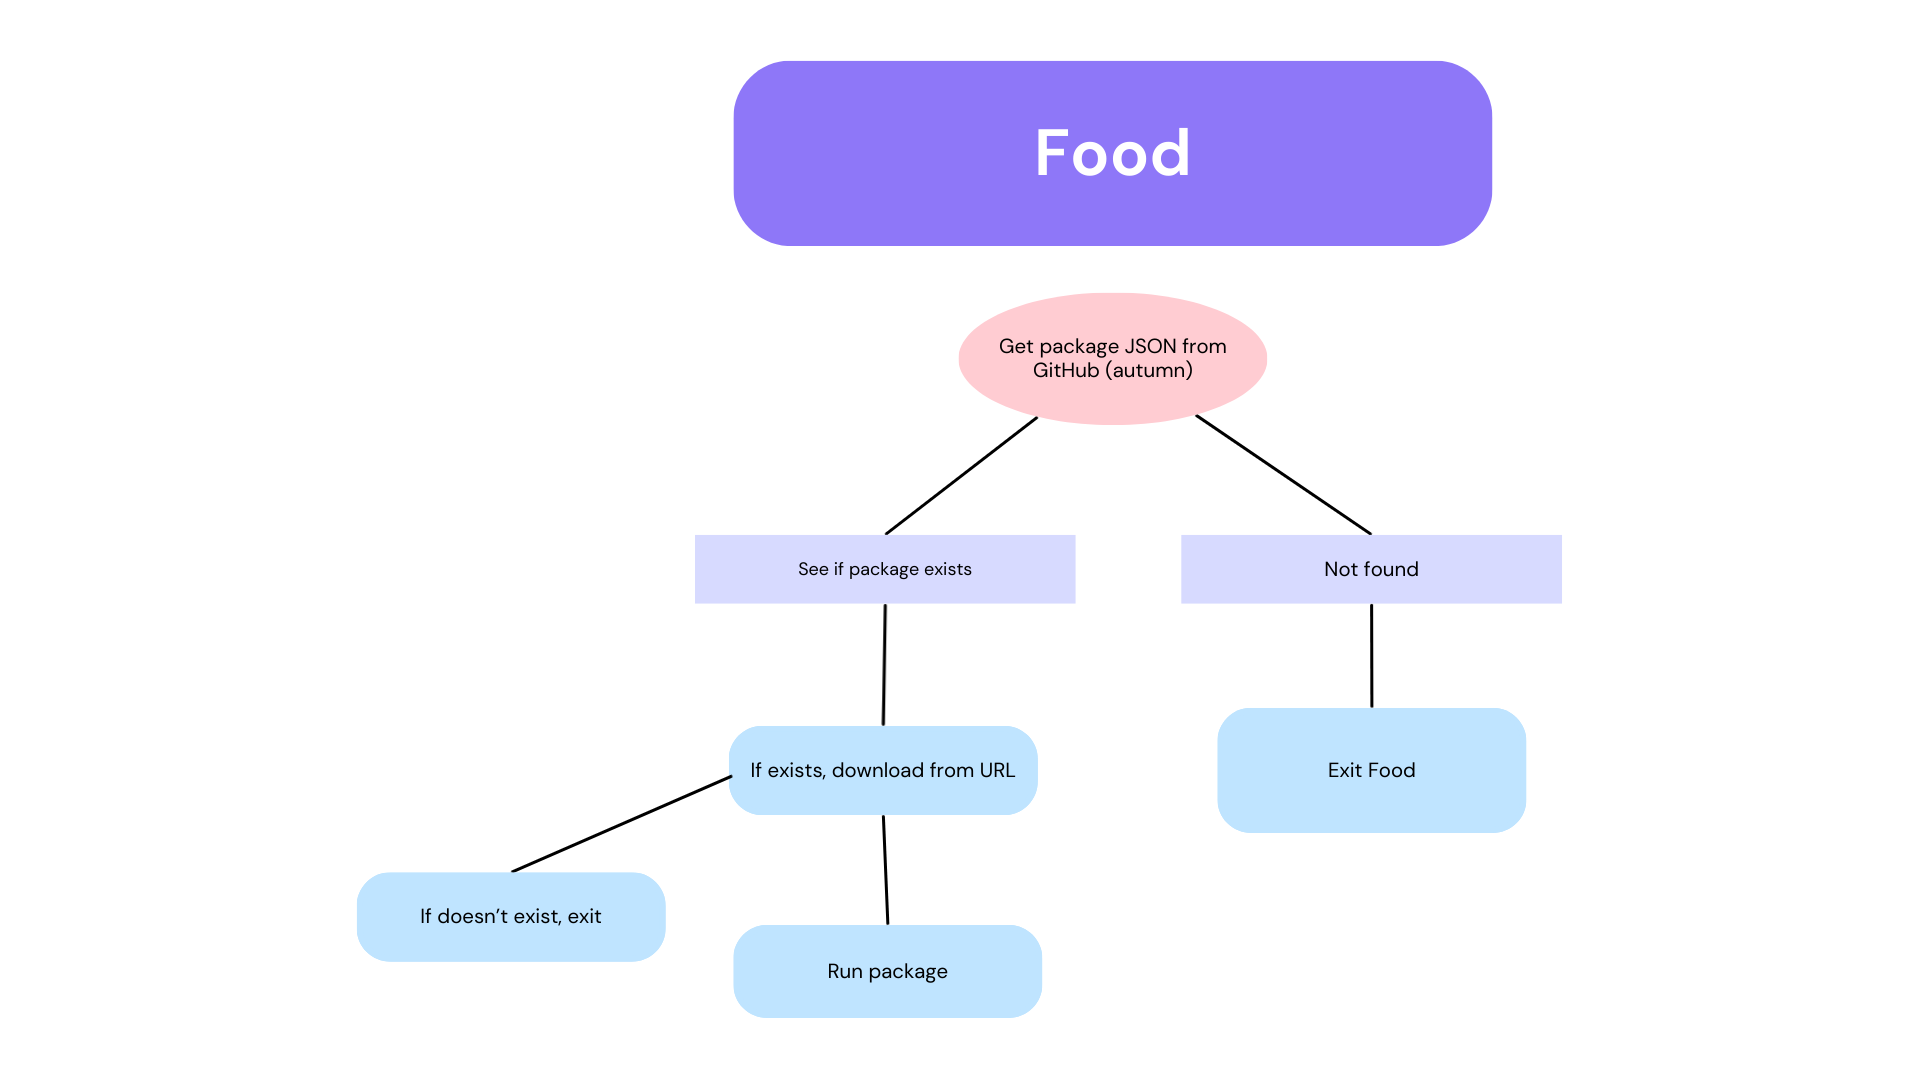 Food
Get package JSON from
GitHub (autumn)
See if package exists
Not found
If exists, download from URL
Exit Food
If doesn’t exist, exit
Run package